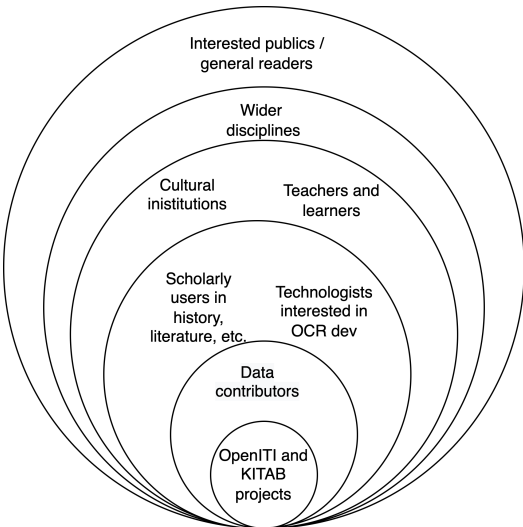 Interested publics /
general readers
Wider
disciplines
Cultural
inistitutions
Teachers and
learners
Scholarly
users in
history,
literature, etc.
Technologists
interested in
OCR dev
Data
contributors
OpenITI and
KITAB
projects